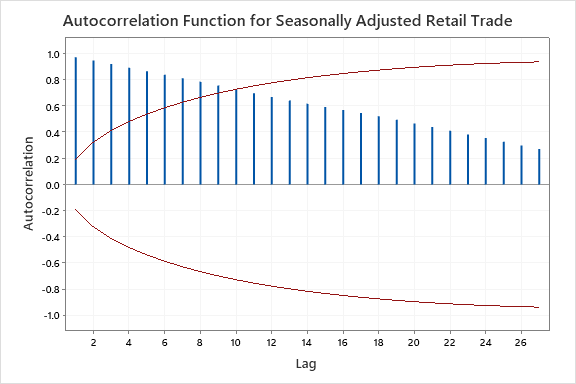 Autocorrelation Function for Seasonally Adjusted Retail Trade
1.0
0.8
0.6
0.4
0.2
0.0
-0.2
-0.4
-0.6
-0.8
-1.0
Autocorrelation
2 4 6 8 10 12 14 16 18 20 22 24 26
Lag